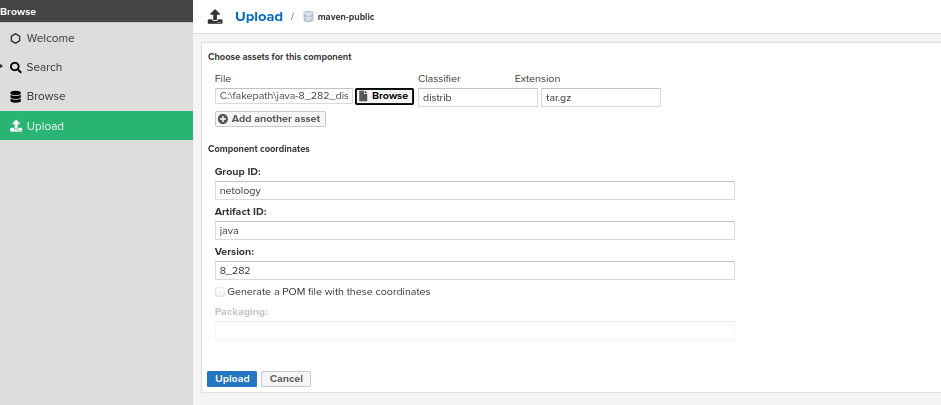 Browse
Welcome
Search
Browse
Upload
Upload / maven-public
Choose assets for this component
File Classifier Extension
C:\fakepath\java-8_282_dis Browse distrib tar.gz
Add another asset
Component coordinates
Group ID:
netology
Artifact ID:
java
Version:
8_282
Generate a POM file with these coordinates
Packaging:
Upload Cancel